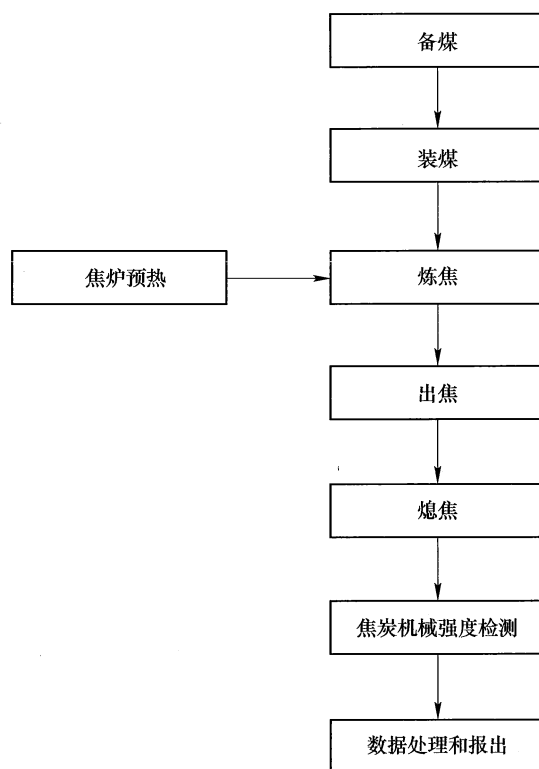 备煤
装煤
焦炉预热
炼焦
出焦
熄焦
焦炭机械强度检测
数据处理和报出